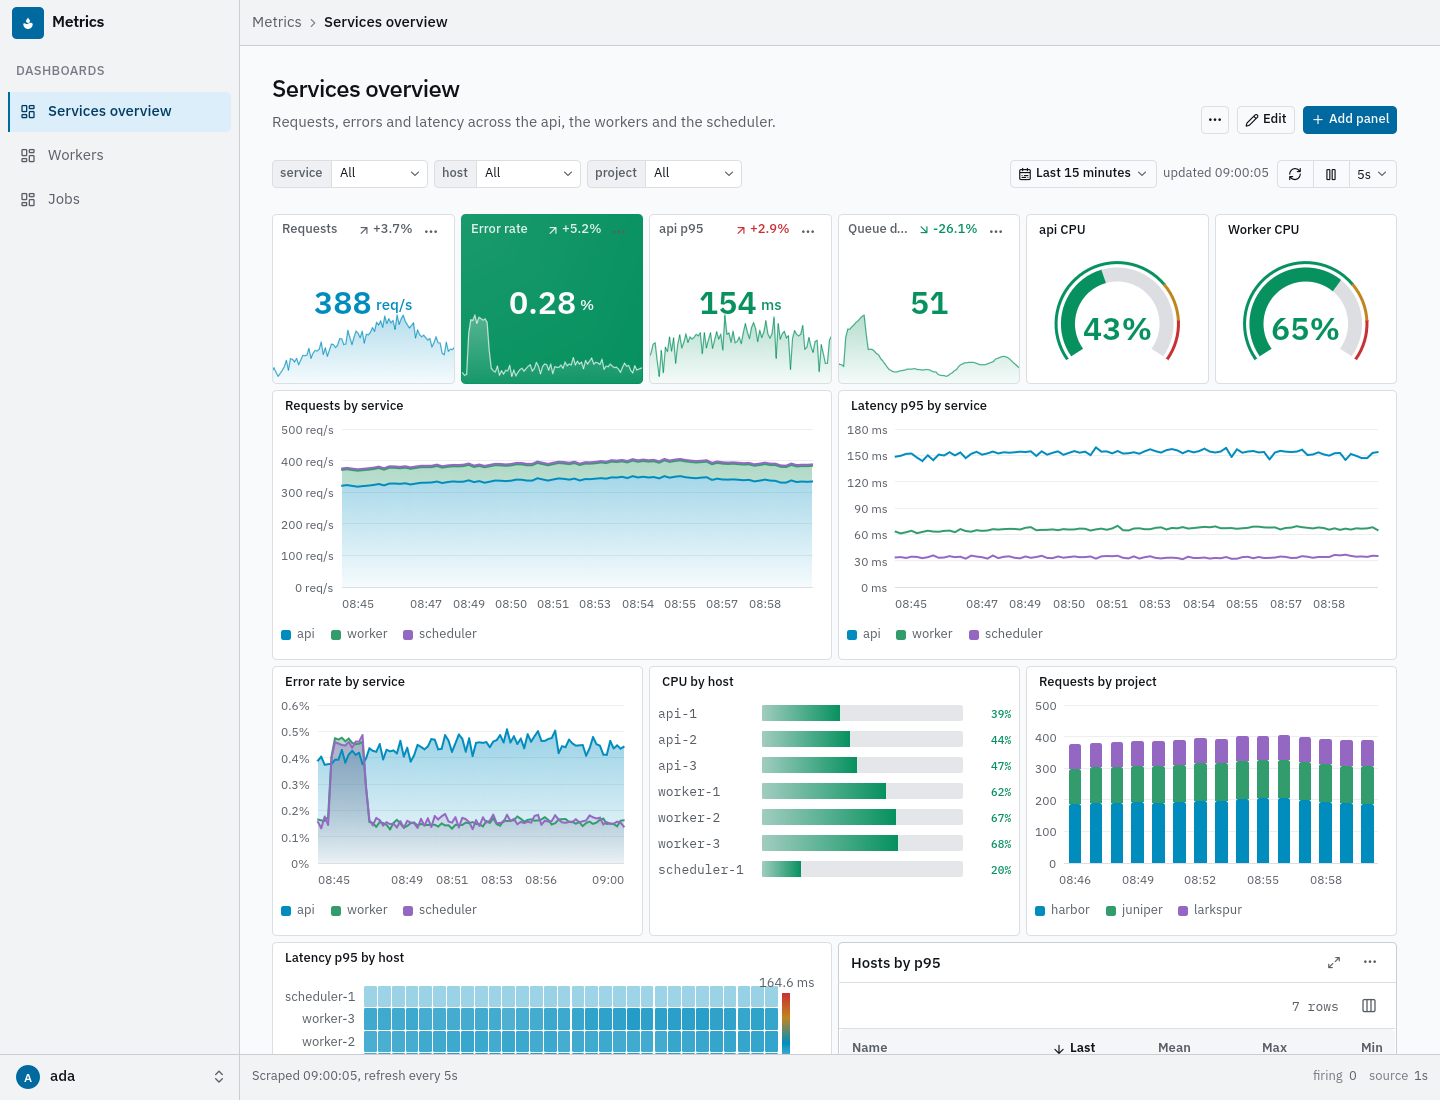 Metrics
Metrics > Services overview
DASHBOARDS
Services overview
Workers
Jobs
Services overview
Requests, errors and latency across the api, the workers and the scheduler.
Edit
Add panel
service All
host All
project All
Last 15 minutes
updated 09:00:05
5s
Requests +3.7%
388 req/s
Error rate +5.2%
0.28 %
api p95 +2.9%
154 ms
Queue d... -26.1%
51
api CPU
43%
Worker CPU
65%
Requests by service
500 req/s
400 req/s
300 req/s
200 req/s
100 req/s
0 req/s
08:45 08:47 08:49 08:50 08:51 08:53 08:54 08:55 08:57 08:58
api worker scheduler
Latency p95 by service
180 ms
150 ms
120 ms
90 ms
60 ms
30 ms
0 ms
08:45 08:47 08:49 08:50 08:51 08:53 08:54 08:55 08:57 08:58
api worker scheduler
Error rate by service
0.6%
0.5%
0.4%
0.3%
0.2%
0.1%
0%
08:45 08:49 08:51 08:53 08:56 09:00
api worker scheduler
CPU by host
api-1 39%
api-2 44%
api-3 47%
worker-1 62%
worker-2 67%
worker-3 68%
scheduler-1 20%
Requests by project
500
400
300
200
100
0
08:46 08:49 08:52 08:55 08:58
harbor juniper larkspur
Latency p95 by host
164.6 ms
scheduler-1
worker-3
worker-2
Hosts by p95
7 rows
Name Last Mean Max Min
A ada
Scraped 09:00:05, refresh every 5s
firing 0 source 1s